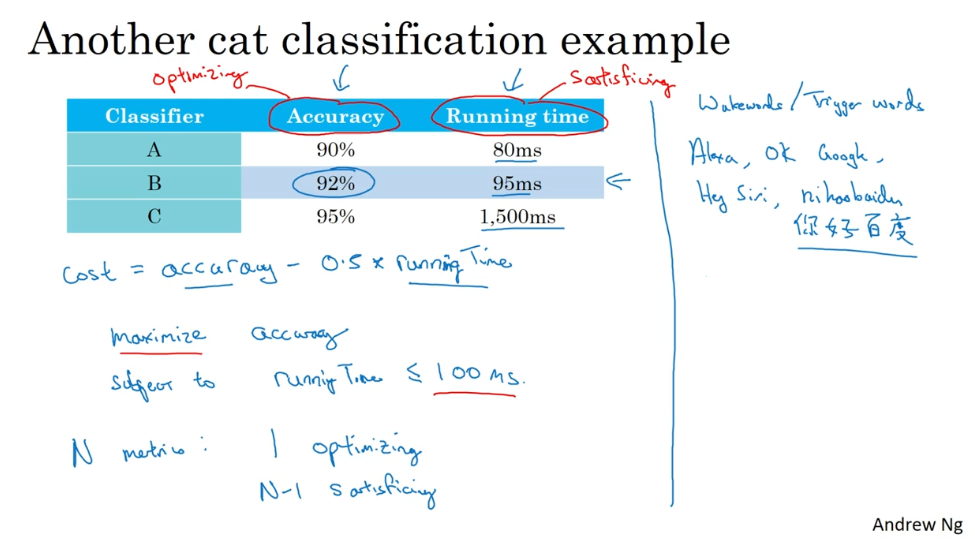 Another cat classification example
optimizing
Satisficing
Classifier Accuracy Running time
A 90% 80ms
B 92% 95ms
C 95% 1,500ms
cost = accuracy - 0.5 x running Time
maximize accuracy
subject to running Time ≤ 100 ms.
N metrics: 1 optimizing
N-1 satisficing
Wakewords / Trigger words
Alexa, OK Google,
Hey Siri, nihaobaidu
你好百度
Andrew Ng